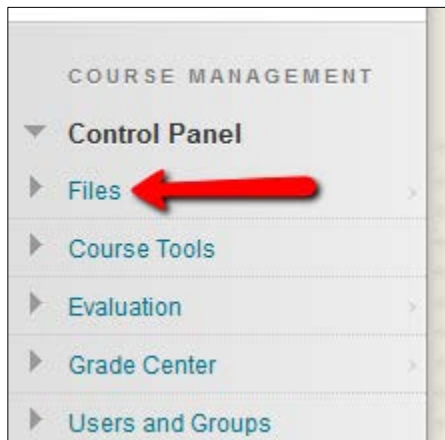 COURSE MANAGEMENT
Control Panel
Files
Course Tools
Evaluation
Grade Center
Users and Groups